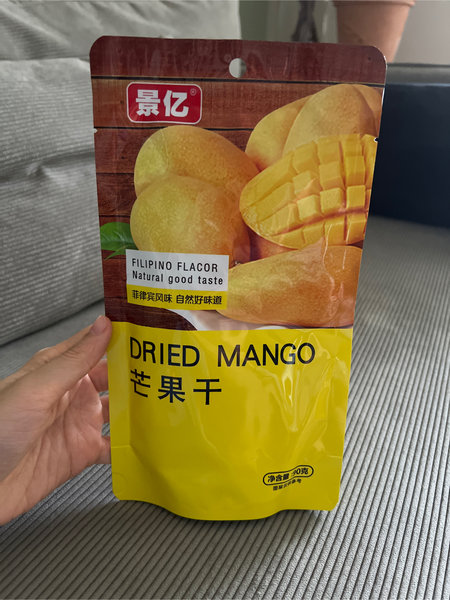 景亿®
FILIPINO FLACOR
Natural good taste
菲律宾风味 自然好味道
DRIED MANGO
芒果干
净含量